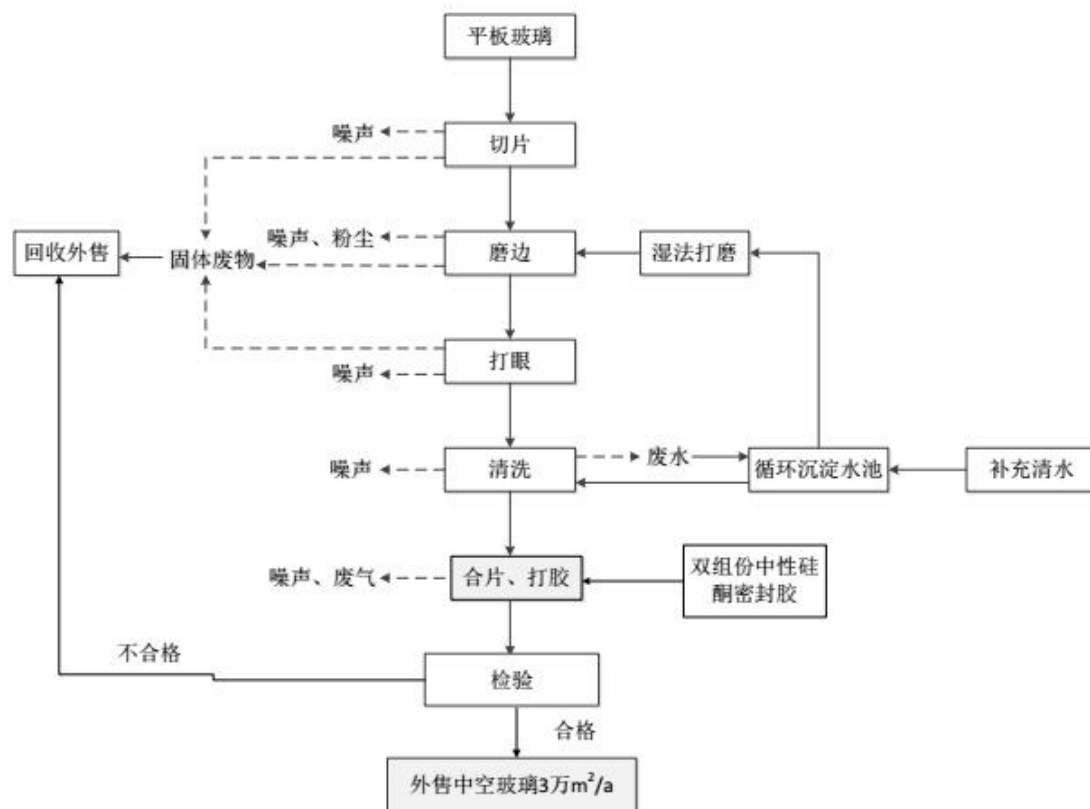 平板玻璃
噪声
切片
回收外售
固体废物
噪声、粉尘
磨边
湿法打磨
打眼
噪声
噪声
清洗
废水
循环沉淀水池
补充清水
噪声、废气
合片、打胶
双组份中性硅
酮密封胶
不合格
检验
合格
外售中空玻璃3万m²/a